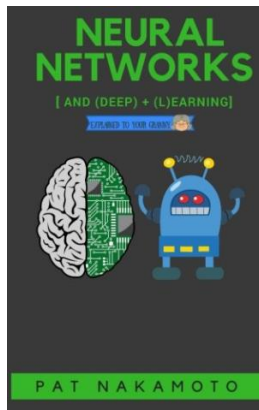 NEURAL
NETWORKS
[ AND (DEEP) + (L)EARNING]
EXPLAINED TO YOUR GRANNY
PAT NAKAMOTO